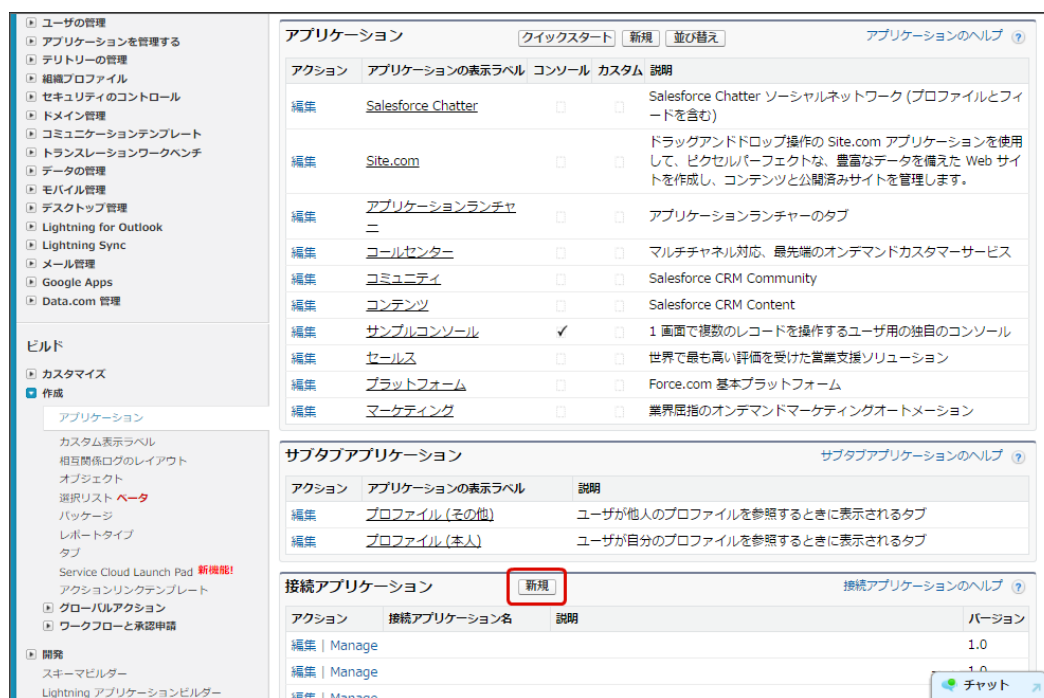 ユーザの管理
アプリケーションを管理する
テリトリーの管理
組織プロファイル
セキュリティのコントロール
ドメイン管理
コミュニケーションテンプレート
トランスレーションワークベンチ
データの管理
モバイル管理
デスクトップ管理
Lightning for Outlook
Lightning Sync
メール管理
Google Apps
Data.com 管理
ビルド
カスタマイズ
作成
アプリケーション
カスタム表示ラベル
相互関係ログのレイアウト
オブジェクト
選択リスト ベータ
パッケージ
レポートタイプ
タブ
Service Cloud Launch Pad 新機能!
アクションリンクテンプレート
グローバルアクション
ワークフローと承認申請
開発
スキーマビルダー
Lightning アプリケーションビルダー
アプリケーション クイックスタート 新規 並び替え アプリケーションのヘルプ ?
アクション アプリケーションの表示ラベル コンソール カスタム 説明
編集 Salesforce Chatter Salesforce Chatter ソーシャルネットワーク (プロファイルとフィ
ードを含む)
編集 Site.com ドラッグアンドドロップ操作の Site.com アプリケーションを使用
して、ピクセルパーフェクトな、豊富なデータを備えた Web サイ
トを作成し、コンテンツと公開済みサイトを管理します。
編集 アプリケーションランチャ
ー アプリケーションランチャーのタブ
編集 コールセンター マルチチャネル対応、最先端のオンデマンドカスタマーサービス
編集 コミュニティ Salesforce CRM Community
編集 コンテンツ Salesforce CRM Content
編集 サンプルコンソール ✓ 1 画面で複数のレコードを操作するユーザ用の独自のコンソール
編集 セールス 世界で最も高い評価を受けた営業支援ソリューション
編集 プラットフォーム Force.com 基本プラットフォーム
編集 マーケティング 業界屈指のオンデマンドマーケティングオートメーション
サブタブアプリケーション サブタブアプリケーションのヘルプ ?
アクション アプリケーションの表示ラベル 説明
編集 プロファイル (その他) ユーザが他人のプロファイルを参照するときに表示されるタブ
編集 プロファイル (本人) ユーザが自分のプロファイルを参照するときに表示されるタブ
接続アプリケーション 新規 接続アプリケーションのヘルプ ?
アクション 接続アプリケーション名 説明 バージョン
編集 | Manage 1.0
編集 | Manage 1.0
編集 | Manage
チャット